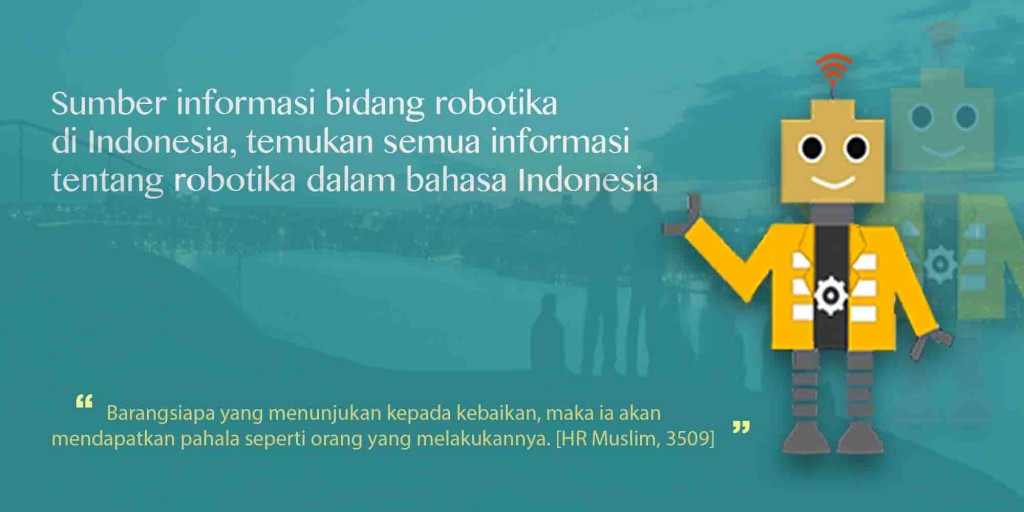 Sumber informasi bidang robotika
di Indonesia, temukan semua informasi
tentang robotika dalam bahasa Indonesia
“ Barangsiapa yang menunjukan kepada kebaikan, maka ia akan
mendapatkan pahala seperti orang yang melakukannya. [HR Muslim, 3509] ”